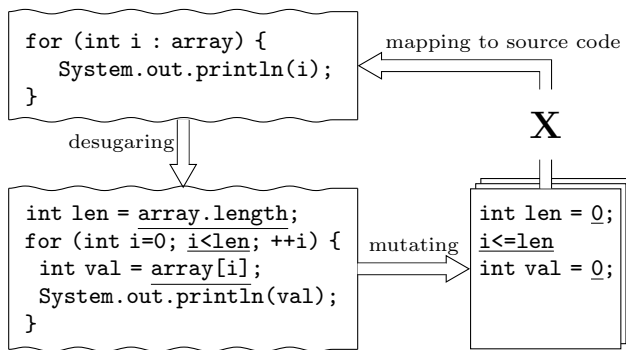 for (int i : array) {
System.out.println(i);
}
mapping to source code
X
desugaring
int len = array.length;
for (int i=0; i<len; ++i) {
int val = array[i];
System.out.println(val);
}
mutating
int len = 0;
i<=len
int val = 0;